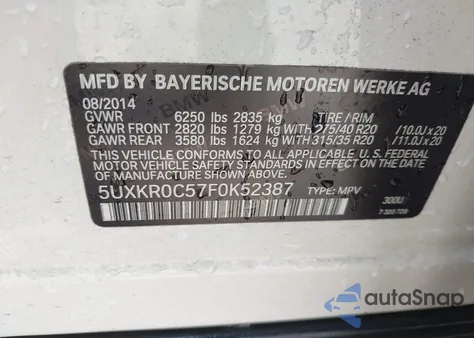 MFD BY BAYERISCHE MOTOREN WERKE AG
08/2014
GVWR 6250 lbs 2835 kg TIRE / RIM
GAWR FRONT 2820 lbs 1279 kg WITH 275/40 R20 /10.0J x 20
GAWR REAR 3580 lbs 1624 kg WITH 315/35 R20 /11.0J x 20
THIS VEHICLE CONFORMS TO ALL APPLICABLE U. S. FEDERAL
MOTOR VEHICLE SAFETY STANDARDS IN EFFECT ON THE DATE OF
MANUFACTURE SHOWN ABOVE.
5UXKR0C57F0K52387 TYPE: MPV
300U
autoSnap